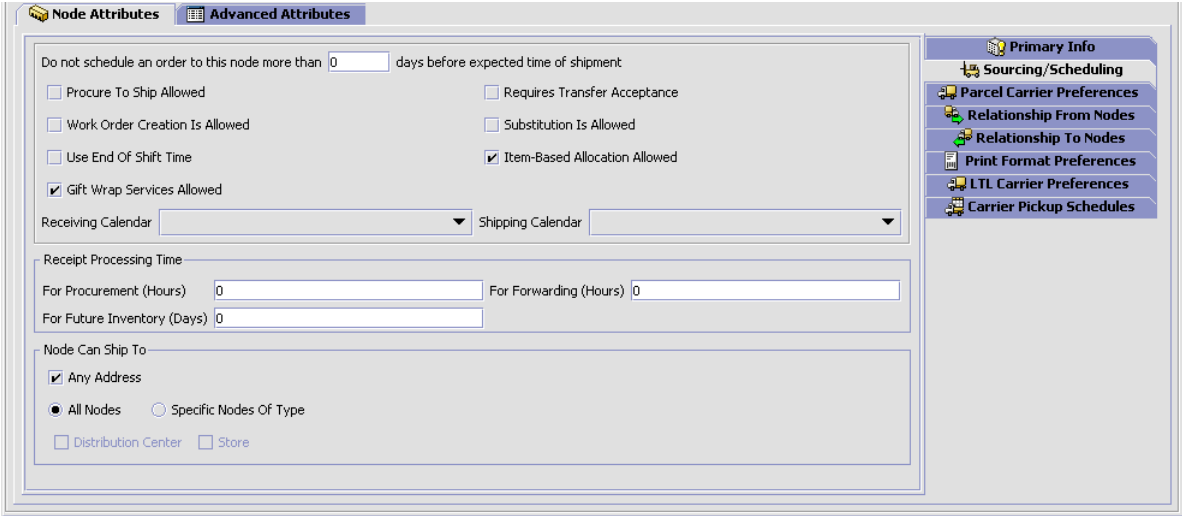 Node Attributes Advanced Attributes
Do not schedule an order to this node more than 0 days before expected time of shipment
Procure To Ship Allowed Requires Transfer Acceptance
Work Order Creation Is Allowed Substitution Is Allowed
Use End Of Shift Time Item-Based Allocation Allowed
Gift Wrap Services Allowed
Receiving Calendar Shipping Calendar
Receipt Processing Time
For Procurement (Hours) 0 For Forwarding (Hours) 0
For Future Inventory (Days) 0
Node Can Ship To
Any Address
All Nodes Specific Nodes Of Type
Distribution Center Store
Primary Info
Sourcing/Scheduling
Parcel Carrier Preferences
Relationship From Nodes
Relationship To Nodes
Print Format Preferences
LTL Carrier Preferences
Carrier Pickup Schedules